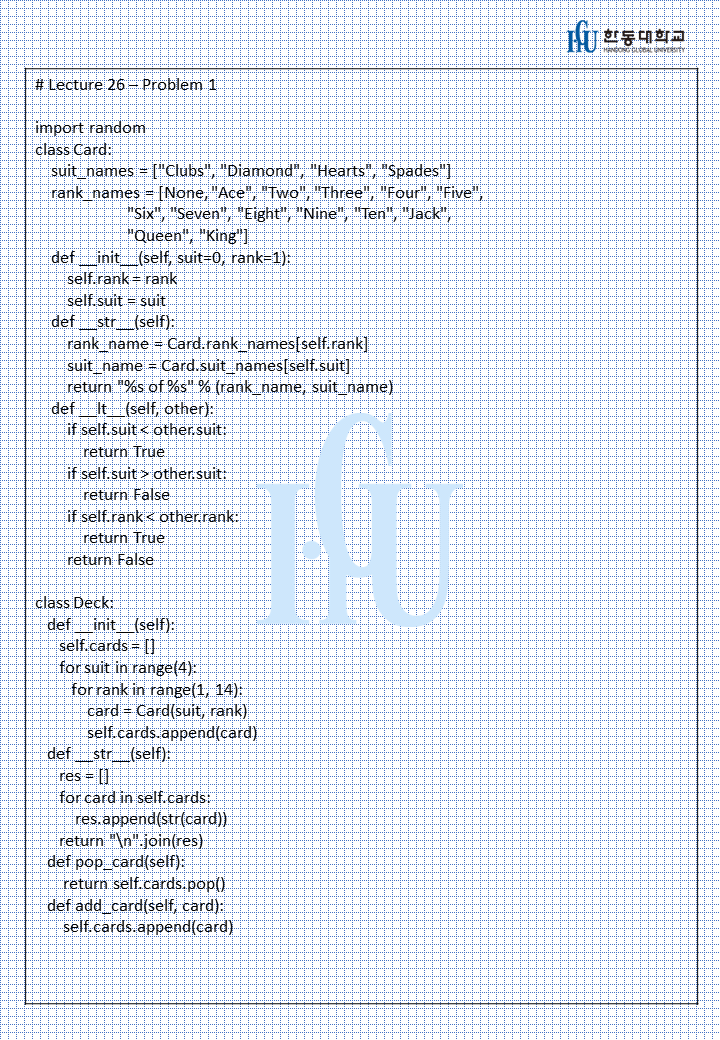 한동대학교
HANDONG GLOBAL UNIVERSITY
# Lecture 26 – Problem 1
import random
class Card:
    suit_names = ["Clubs", "Diamond", "Hearts", "Spades"]
    rank_names = [None, "Ace", "Two", "Three", "Four", "Five",
                  "Six", "Seven", "Eight", "Nine", "Ten", "Jack",
                  "Queen", "King"]
    def __init__(self, suit=0, rank=1):
        self.rank = rank
        self.suit = suit
    def __str__(self):
        rank_name = Card.rank_names[self.rank]
        suit_name = Card.suit_names[self.suit]
        return "%s of %s" % (rank_name, suit_name)
    def __lt__(self, other):
        if self.suit < other.suit:
            return True
        if self.suit > other.suit:
            return False
        if self.rank < other.rank:
            return True
        return False
class Deck:
    def __init__(self):
        self.cards = []
        for suit in range(4):
            for rank in range(1, 14):
                card = Card(suit, rank)
                self.cards.append(card)
    def __str__(self):
        res = []
        for card in self.cards:
            res.append(str(card))
        return "\n".join(res)
    def pop_card(self):
        return self.cards.pop()
    def add_card(self, card):
        self.cards.append(card)